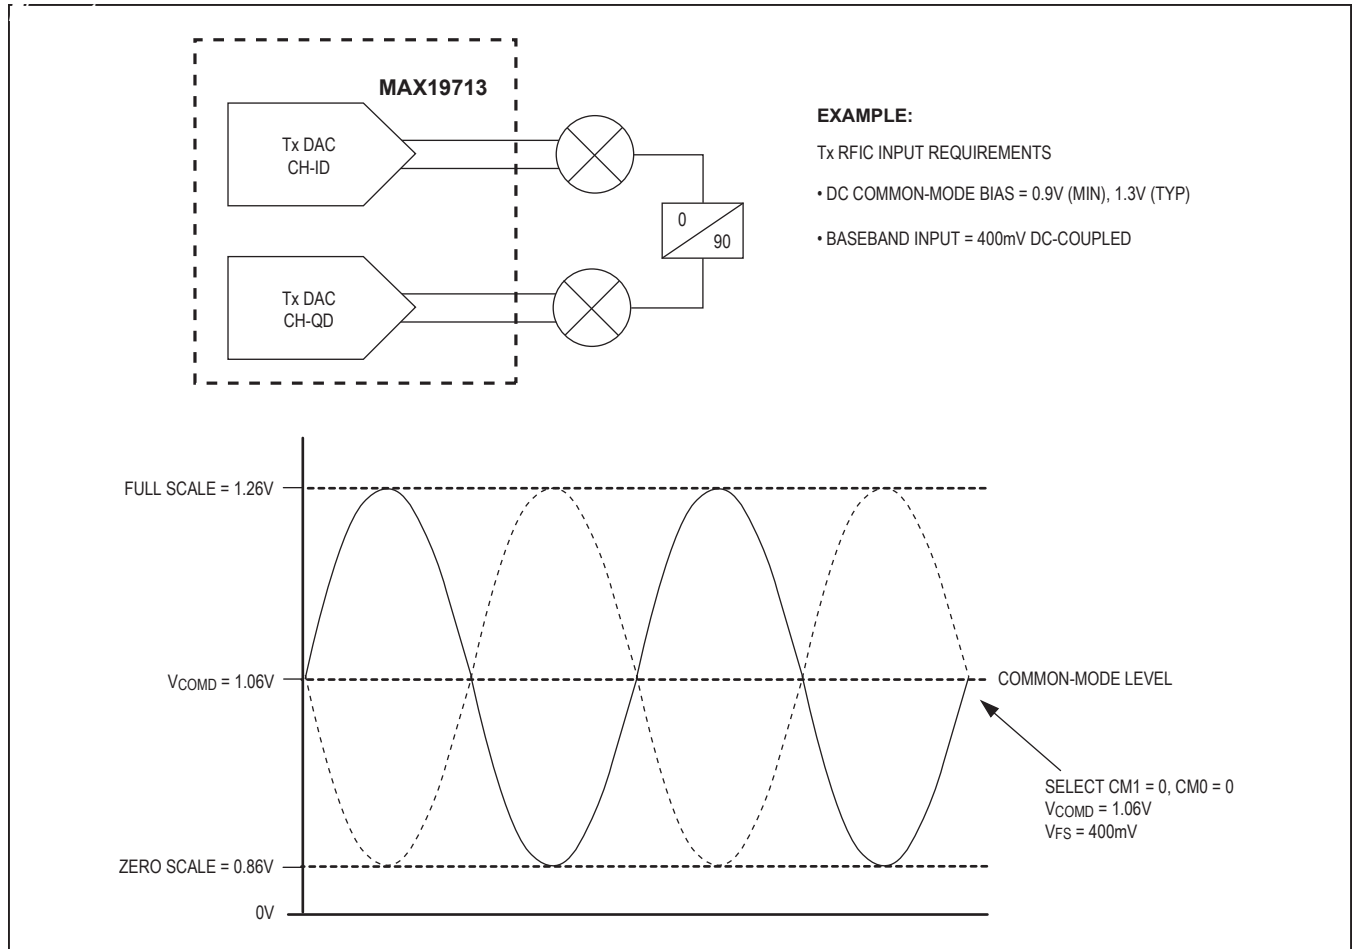 MAX19713
Tx DAC
CH-ID
Tx DAC
CH-QD
0
90
EXAMPLE:
Tx RFIC INPUT REQUIREMENTS
• DC COMMON-MODE BIAS = 0.9V (MIN), 1.3V (TYP)
• BASEBAND INPUT = 400mV DC-COUPLED
FULL SCALE = 1.26V
VCOMD = 1.06V
COMMON-MODE LEVEL
SELECT CM1 = 0, CM0 = 0
VCOMD = 1.06V
VFS = 400mV
ZERO SCALE = 0.86V
0V